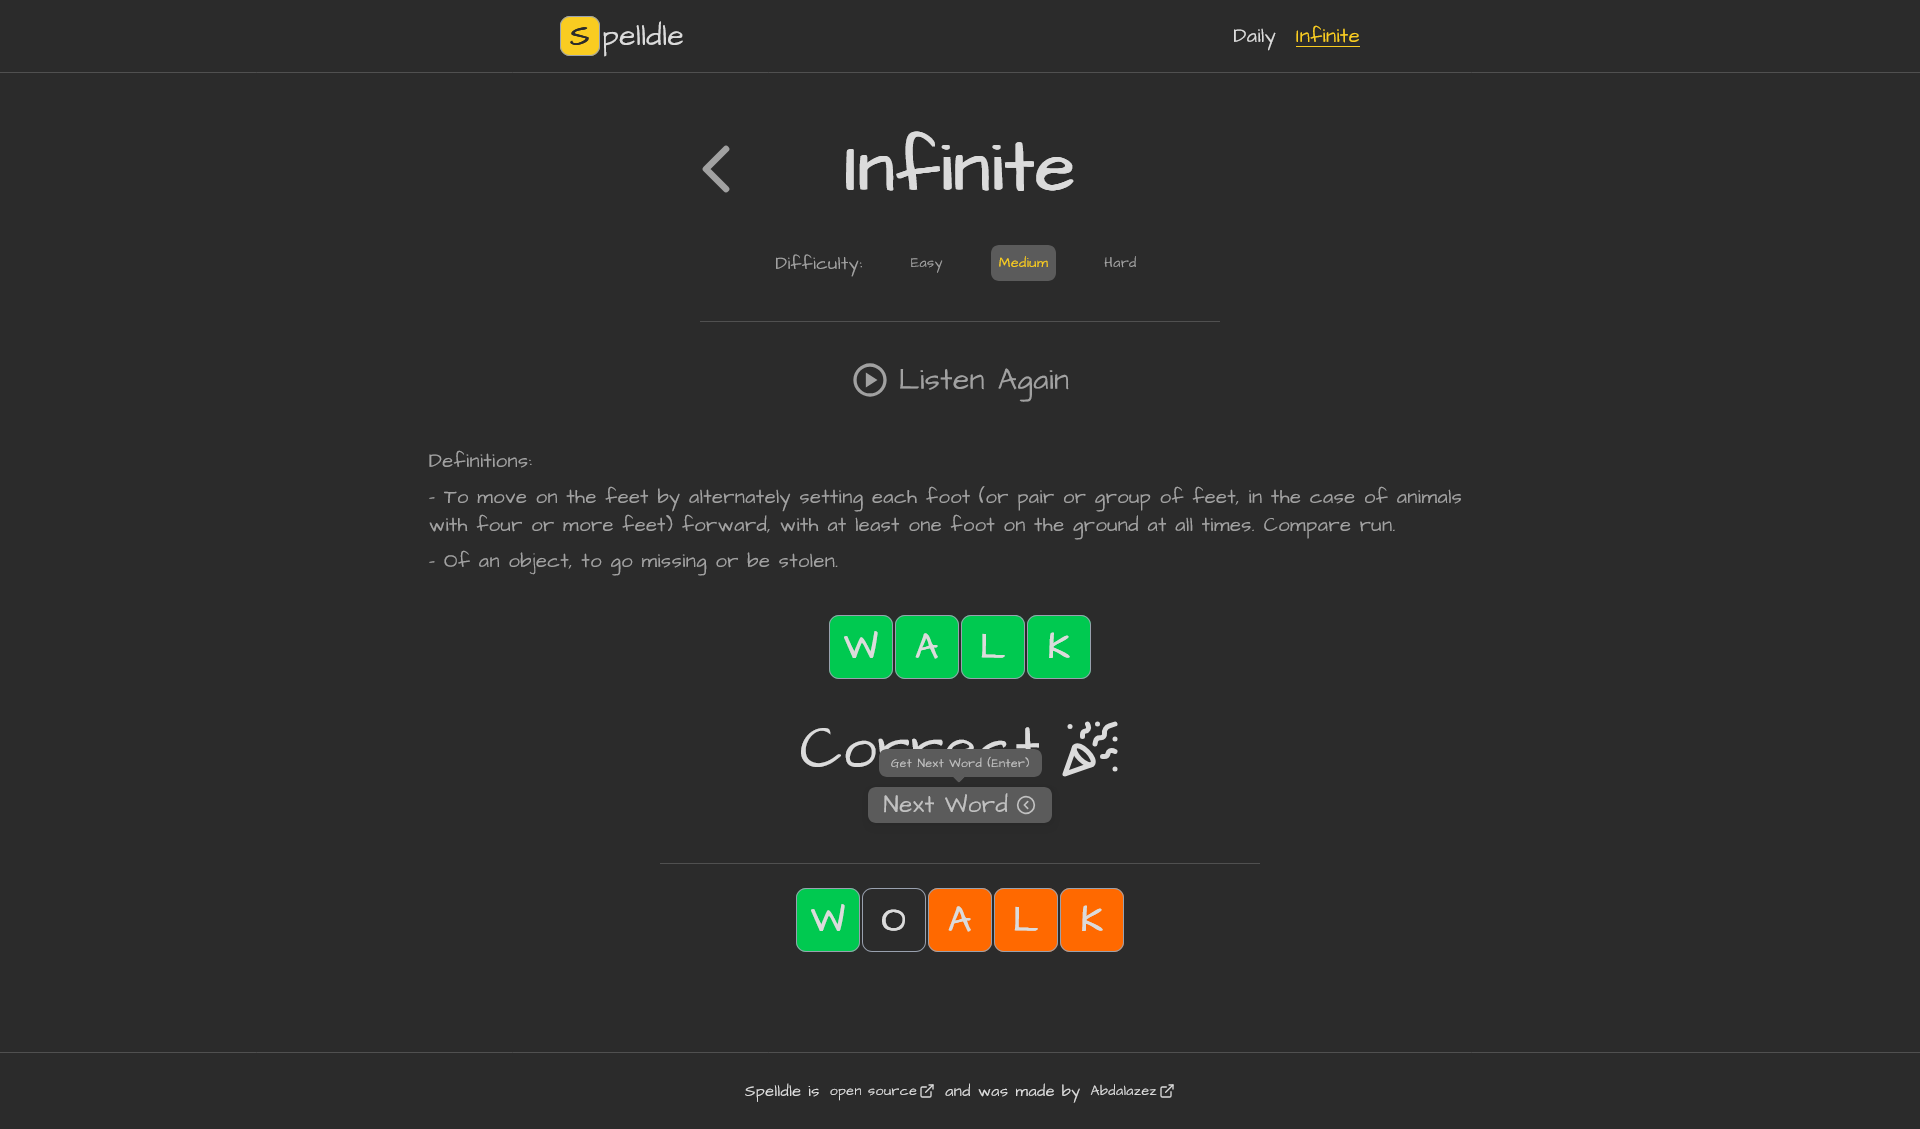 Spelldle
Daily Infinite
Infinite
Difficulty: Easy Medium Hard
Listen Again
Definitions:
- To move on the feet by alternately setting each foot (or pair or group of feet, in the case of animals
with four or more feet) forward, with at least one foot on the ground at all times. Compare run.
- Of an object, to go missing or be stolen.
W A L K
Correct
Get Next Word (Enter)
Next Word
W O A L K
Spelldle is open source and was made by Abdalazez